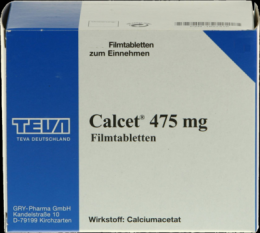 Filmtabletten
zum Einnehmen
TEVA
TEVA DEUTSCHLAND
Calcet® 475 mg
Filmtabletten
GRY-Pharma GmbH
Kandelstraße 10
D-79199 Kirchzarten
Wirkstoff: Calciumacetat